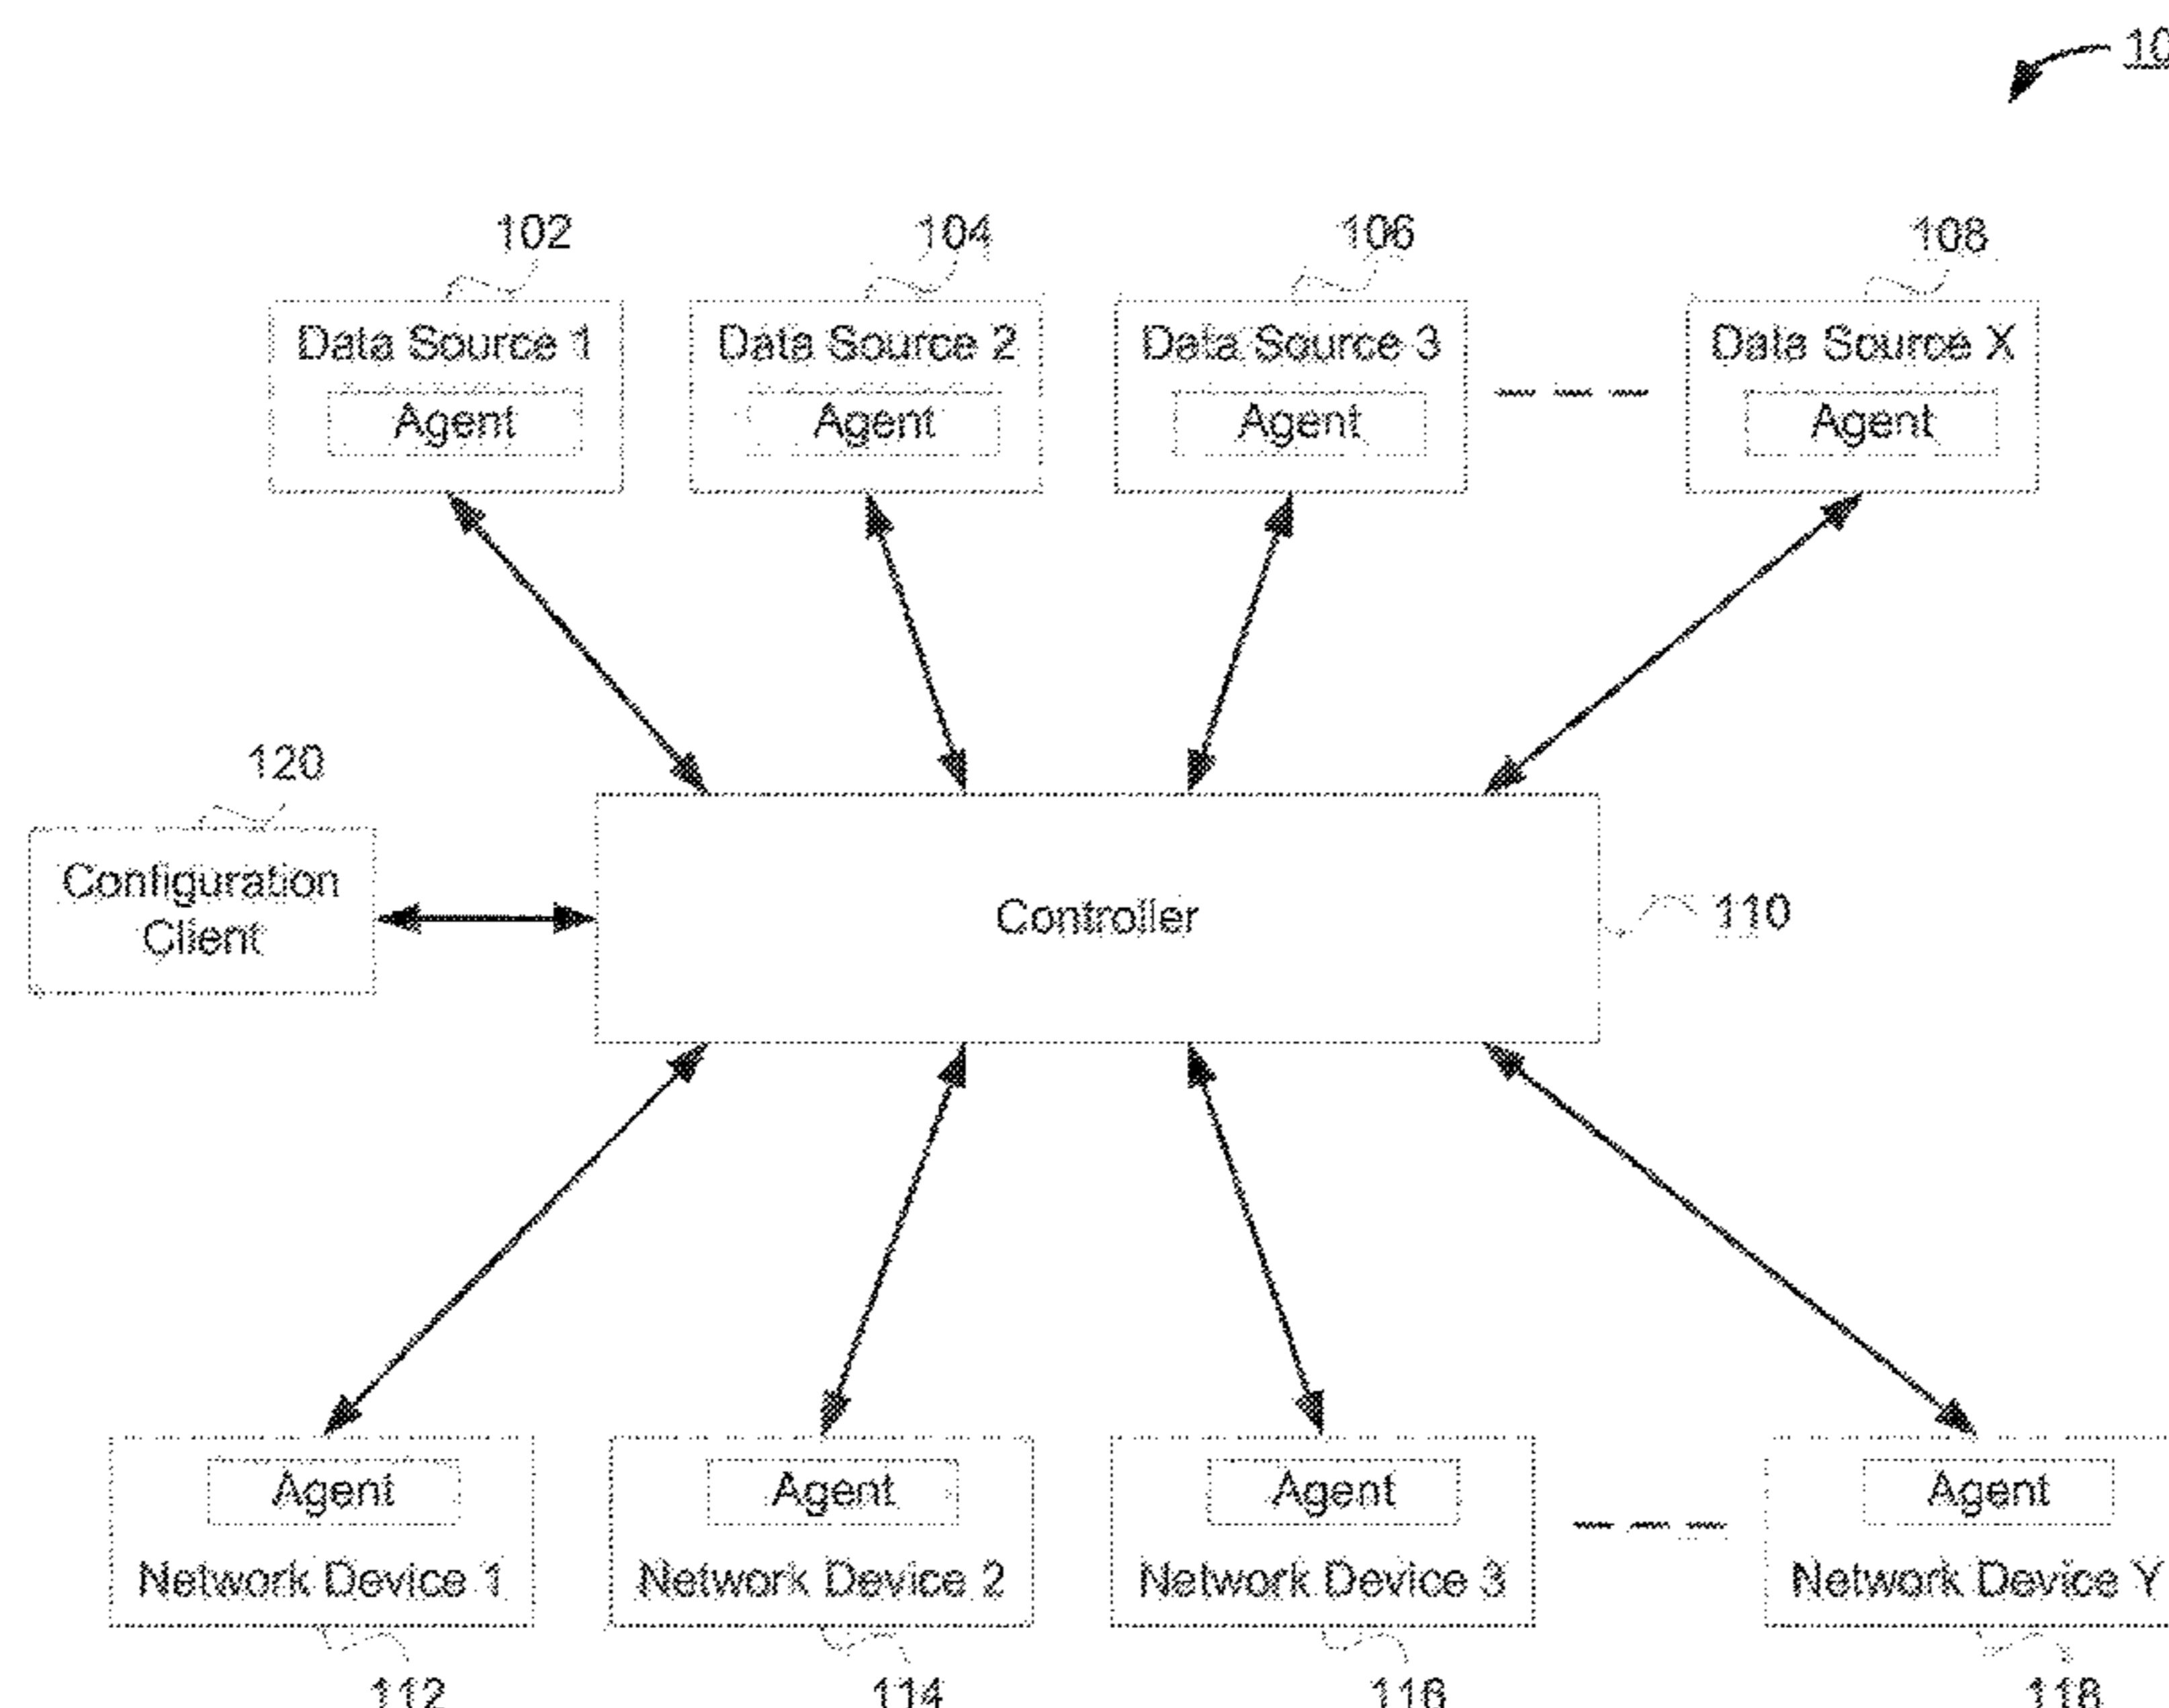 10
102
104
106
108
Data Source 1
Data Source 2
Data Source 3
Data Source X
Agent
Agent
Agent
Agent
120
Configuration
Client
Controller
110
Agent
Agent
Agent
Agent
Network Device 1
Network Device 2
Network Device 3
Network Device Y
112
114
116
118